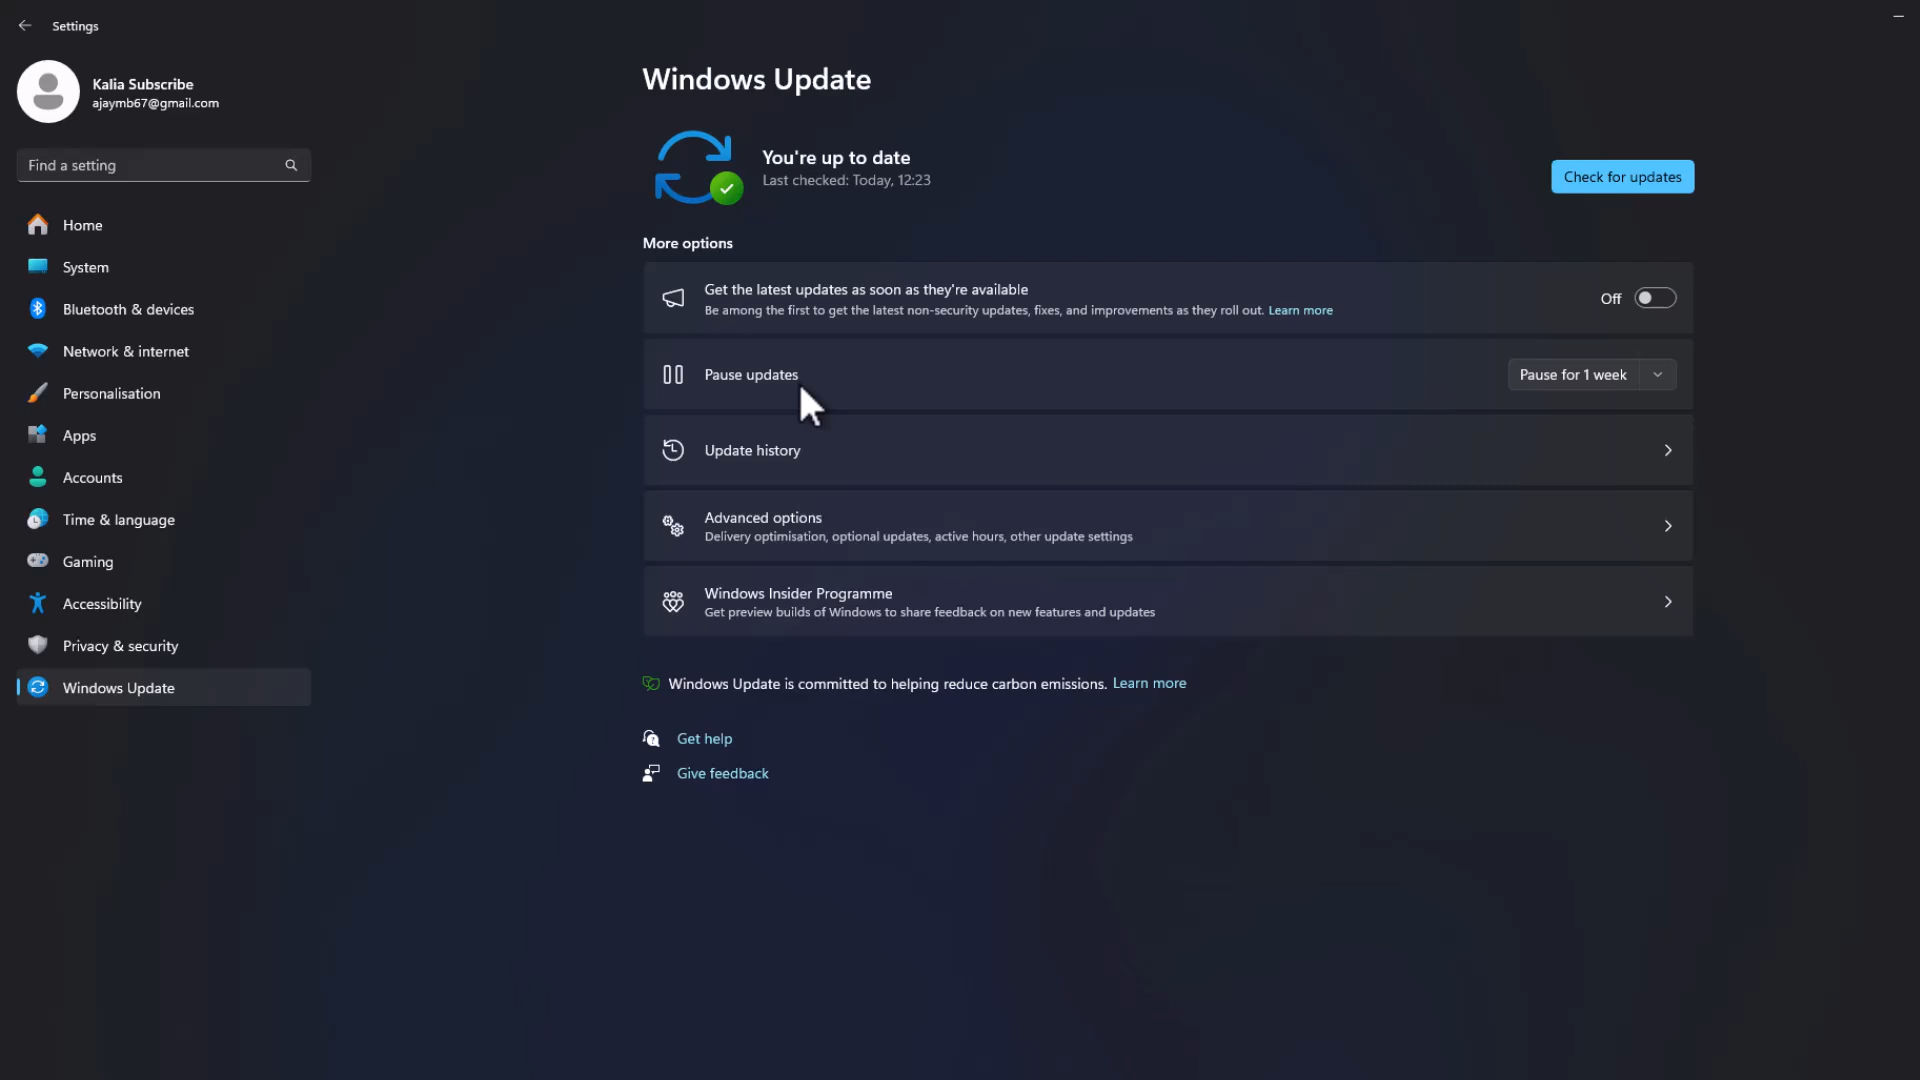 Settings
Kalia Subscribe
ajaymb67@gmail.com
Find a setting
Home
System
Bluetooth & devices
Network & internet
Personalisation
Apps
Accounts
Time & language
Gaming
Accessibility
Privacy & security
Windows Update
Windows Update
You're up to date
Last checked: Today, 12:23
Check for updates
More options
Get the latest updates as soon as they're available
Be among the first to get the latest non-security updates, fixes, and improvements as they roll out. Learn more
Off
Pause updates
Pause for 1 week
Update history
Advanced options
Delivery optimisation, optional updates, active hours, other update settings
Windows Insider Programme
Get preview builds of Windows to share feedback on new features and updates
Windows Update is committed to helping reduce carbon emissions. Learn more
Get help
Give feedback